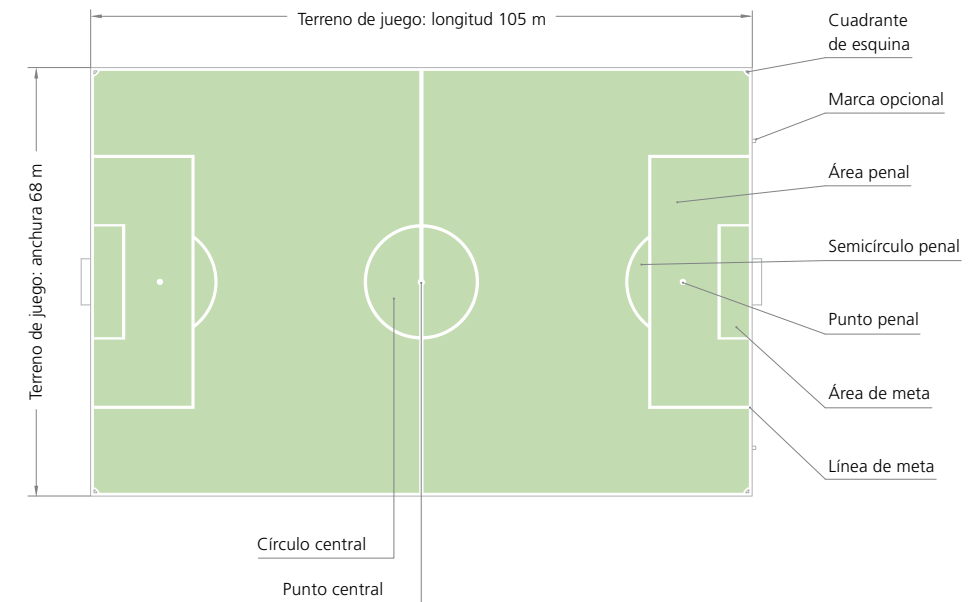 Terreno de juego: longitud 105 m
Cuadrante
de esquina
Marca opcional
Área penal
Terreno de juego: anchura 68 m
Semicírculo penal
Punto penal
Área de meta
Línea de meta
Círculo central
Punto central